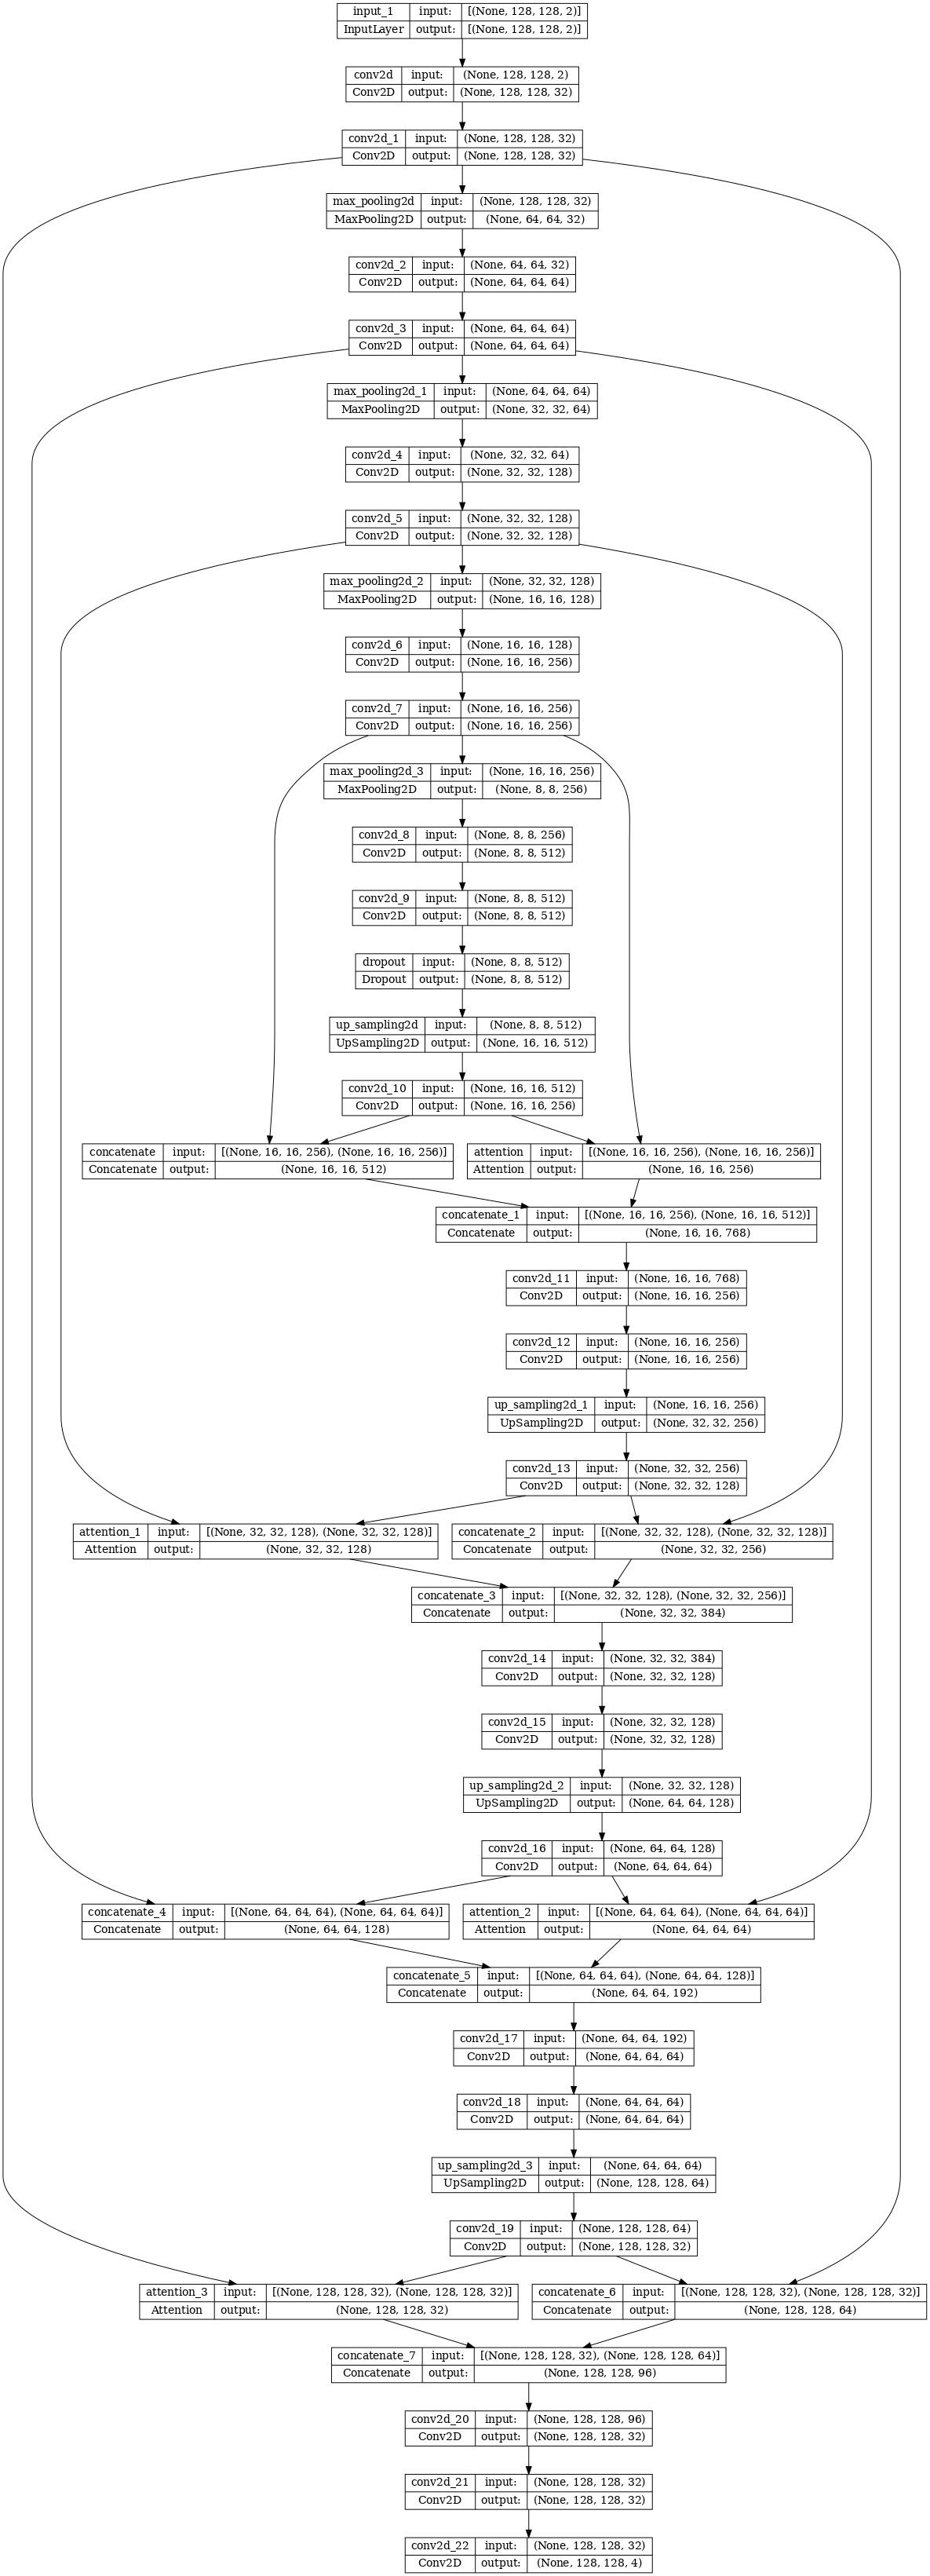 input_1 input: [(None, 128, 128, 2)]
InputLayer output: [(None, 128, 128, 2)]
conv2d input: (None, 128, 128, 2)
Conv2D output: (None, 128, 128, 32)
conv2d_1 input: (None, 128, 128, 32)
Conv2D output: (None, 128, 128, 32)
max_pooling2d input: (None, 128, 128, 32)
MaxPooling2D output: (None, 64, 64, 32)
conv2d_2 input: (None, 64, 64, 32)
Conv2D output: (None, 64, 64, 64)
conv2d_3 input: (None, 64, 64, 64)
Conv2D output: (None, 64, 64, 64)
max_pooling2d_1 input: (None, 64, 64, 64)
MaxPooling2D output: (None, 32, 32, 64)
conv2d_4 input: (None, 32, 32, 64)
Conv2D output: (None, 32, 32, 128)
conv2d_5 input: (None, 32, 32, 128)
Conv2D output: (None, 32, 32, 128)
max_pooling2d_2 input: (None, 32, 32, 128)
MaxPooling2D output: (None, 16, 16, 128)
conv2d_6 input: (None, 16, 16, 128)
Conv2D output: (None, 16, 16, 256)
conv2d_7 input: (None, 16, 16, 256)
Conv2D output: (None, 16, 16, 256)
max_pooling2d_3 input: (None, 16, 16, 256)
MaxPooling2D output: (None, 8, 8, 256)
conv2d_8 input: (None, 8, 8, 256)
Conv2D output: (None, 8, 8, 512)
conv2d_9 input: (None, 8, 8, 512)
Conv2D output: (None, 8, 8, 512)
dropout input: (None, 8, 8, 512)
Dropout output: (None, 8, 8, 512)
up_sampling2d input: (None, 8, 8, 512)
UpSampling2D output: (None, 16, 16, 512)
conv2d_10 input: (None, 16, 16, 512)
Conv2D output: (None, 16, 16, 256)
concatenate input: [(None, 16, 16, 256), (None, 16, 16, 256)]
Concatenate output: (None, 16, 16, 512)
attention input: [(None, 16, 16, 256), (None, 16, 16, 256)]
Attention output: (None, 16, 16, 256)
concatenate_1 input: [(None, 16, 16, 256), (None, 16, 16, 512)]
Concatenate output: (None, 16, 16, 768)
conv2d_11 input: (None, 16, 16, 768)
Conv2D output: (None, 16, 16, 256)
conv2d_12 input: (None, 16, 16, 256)
Conv2D output: (None, 16, 16, 256)
up_sampling2d_1 input: (None, 16, 16, 256)
UpSampling2D output: (None, 32, 32, 256)
conv2d_13 input: (None, 32, 32, 256)
Conv2D output: (None, 32, 32, 128)
attention_1 input: [(None, 32, 32, 128), (None, 32, 32, 128)]
Attention output: (None, 32, 32, 128)
concatenate_2 input: [(None, 32, 32, 128), (None, 32, 32, 128)]
Concatenate output: (None, 32, 32, 256)
concatenate_3 input: [(None, 32, 32, 128), (None, 32, 32, 256)]
Concatenate output: (None, 32, 32, 384)
conv2d_14 input: (None, 32, 32, 384)
Conv2D output: (None, 32, 32, 128)
conv2d_15 input: (None, 32, 32, 128)
Conv2D output: (None, 32, 32, 128)
up_sampling2d_2 input: (None, 32, 32, 128)
UpSampling2D output: (None, 64, 64, 128)
conv2d_16 input: (None, 64, 64, 128)
Conv2D output: (None, 64, 64, 64)
concatenate_4 input: [(None, 64, 64, 64), (None, 64, 64, 64)]
Concatenate output: (None, 64, 64, 128)
attention_2 input: [(None, 64, 64, 64), (None, 64, 64, 64)]
Attention output: (None, 64, 64, 64)
concatenate_5 input: [(None, 64, 64, 64), (None, 64, 64, 128)]
Concatenate output: (None, 64, 64, 192)
conv2d_17 input: (None, 64, 64, 192)
Conv2D output: (None, 64, 64, 64)
conv2d_18 input: (None, 64, 64, 64)
Conv2D output: (None, 64, 64, 64)
up_sampling2d_3 input: (None, 64, 64, 64)
UpSampling2D output: (None, 128, 128, 64)
conv2d_19 input: (None, 128, 128, 64)
Conv2D output: (None, 128, 128, 32)
attention_3 input: [(None, 128, 128, 32), (None, 128, 128, 32)]
Attention output: (None, 128, 128, 32)
concatenate_6 input: [(None, 128, 128, 32), (None, 128, 128, 32)]
Concatenate output: (None, 128, 128, 64)
concatenate_7 input: [(None, 128, 128, 32), (None, 128, 128, 64)]
Concatenate output: (None, 128, 128, 96)
conv2d_20 input: (None, 128, 128, 96)
Conv2D output: (None, 128, 128, 32)
conv2d_21 input: (None, 128, 128, 32)
Conv2D output: (None, 128, 128, 32)
conv2d_22 input: (None, 128, 128, 32)
Conv2D output: (None, 128, 128, 4)